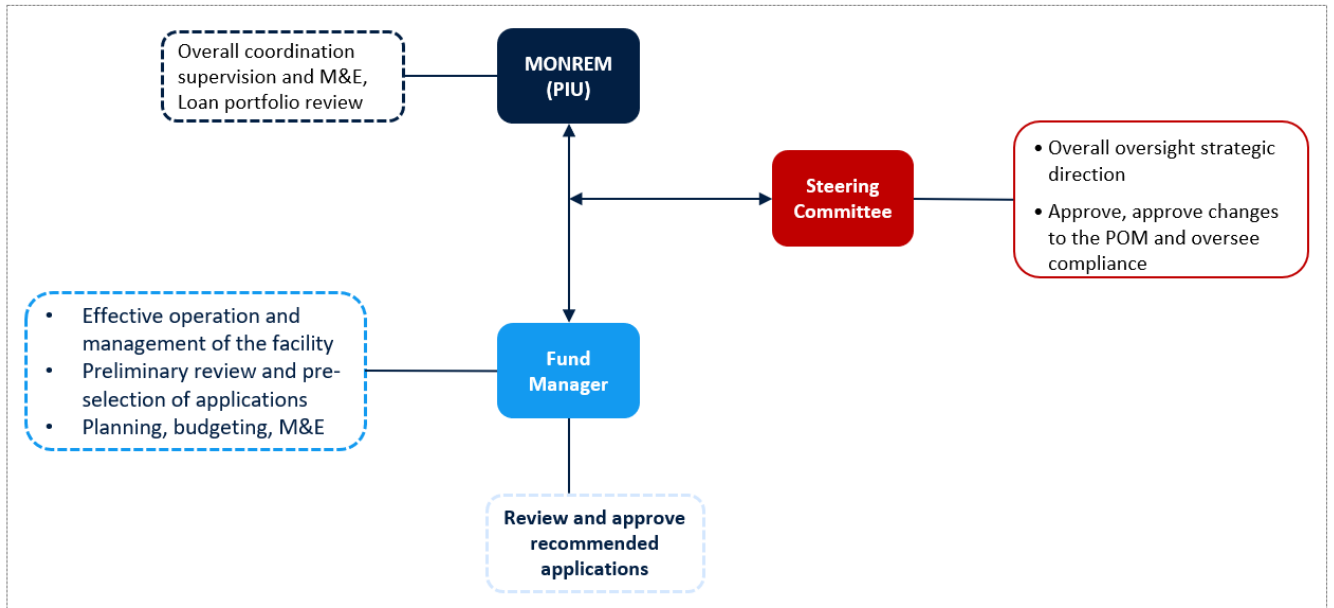 Overall coordination
supervision and M&E,
Loan portfolio review
MONREM
(PIU)
Steering
Committee
• Overall oversight strategic
direction
• Approve, approve changes
to the POM and oversee
compliance
• Effective operation and
management of the facility
• Preliminary review and pre-
selection of applications
• Planning, budgeting, M&E
Fund
Manager
Review and approve
recommended
applications